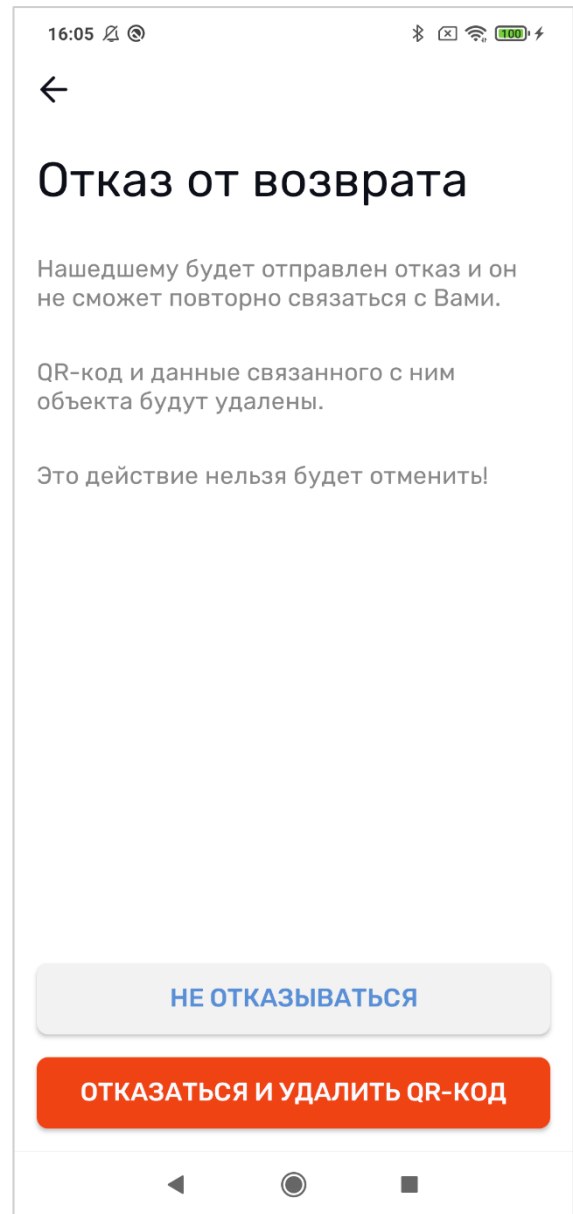 16:05
100
Отказ от возврата
Нашедшему будет отправлен отказ и он
не сможет повторно связаться с Вами.
QR-код и данные связанного с ним
объекта будут удалены.
Это действие нельзя будет отменить!
НЕ ОТКАЗЫВАТЬСЯ
ОТКАЗАТЬСЯ И УДАЛИТЬ QR-КОД